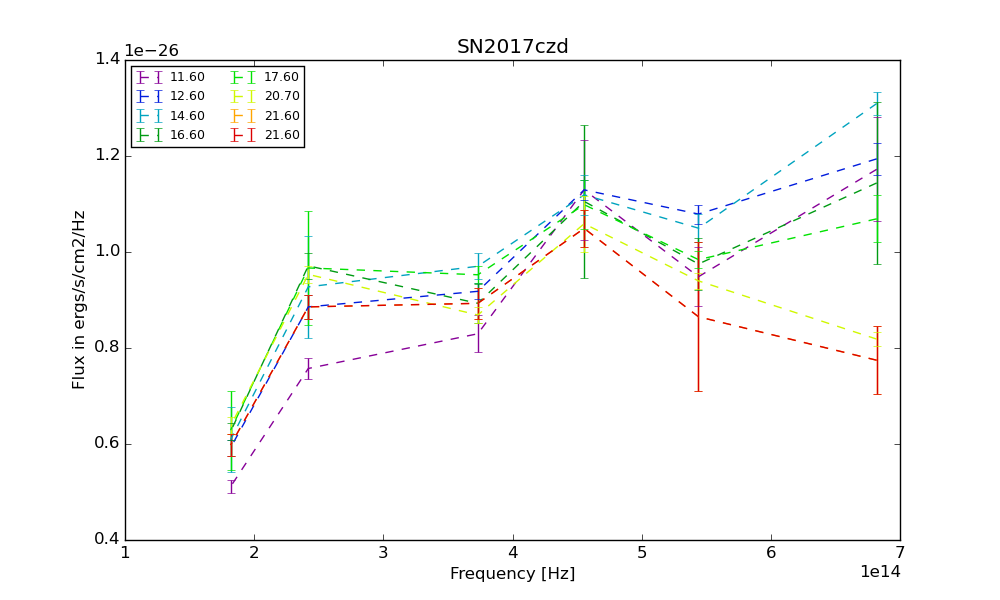 SN2017czd
1e−26
1.4
1.2
1.0
0.8
0.6
0.4
Flux in ergs/s/cm2/Hz
11.60 17.60
12.60 20.70
14.60 21.60
16.60 21.60
1 2 3 4 5 6 7
1e14
Frequency [Hz]